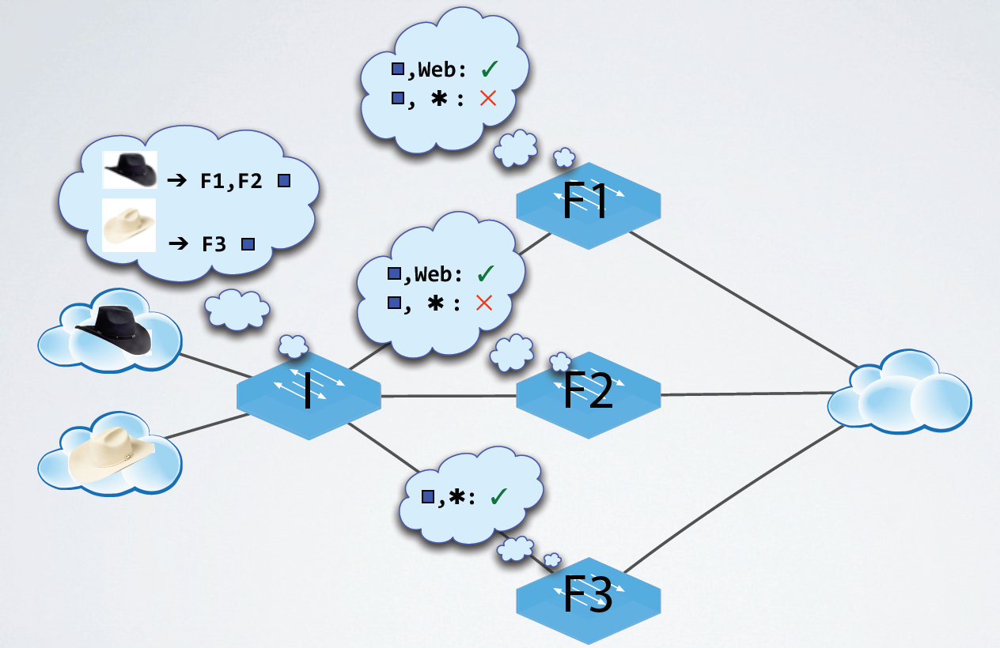 ■,Web: ✓
■, ✱ : ✕
➔ F1,F2 ■
➔ F3 ■
F1
■,Web: ✓
■, ✱ : ✕
I
F2
■,✱: ✓
F3